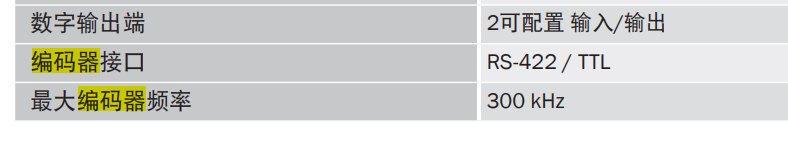 数字输出端 2可配置 输入/输出
编码器接口 RS-422 / TTL
最大编码器频率 300 kHz